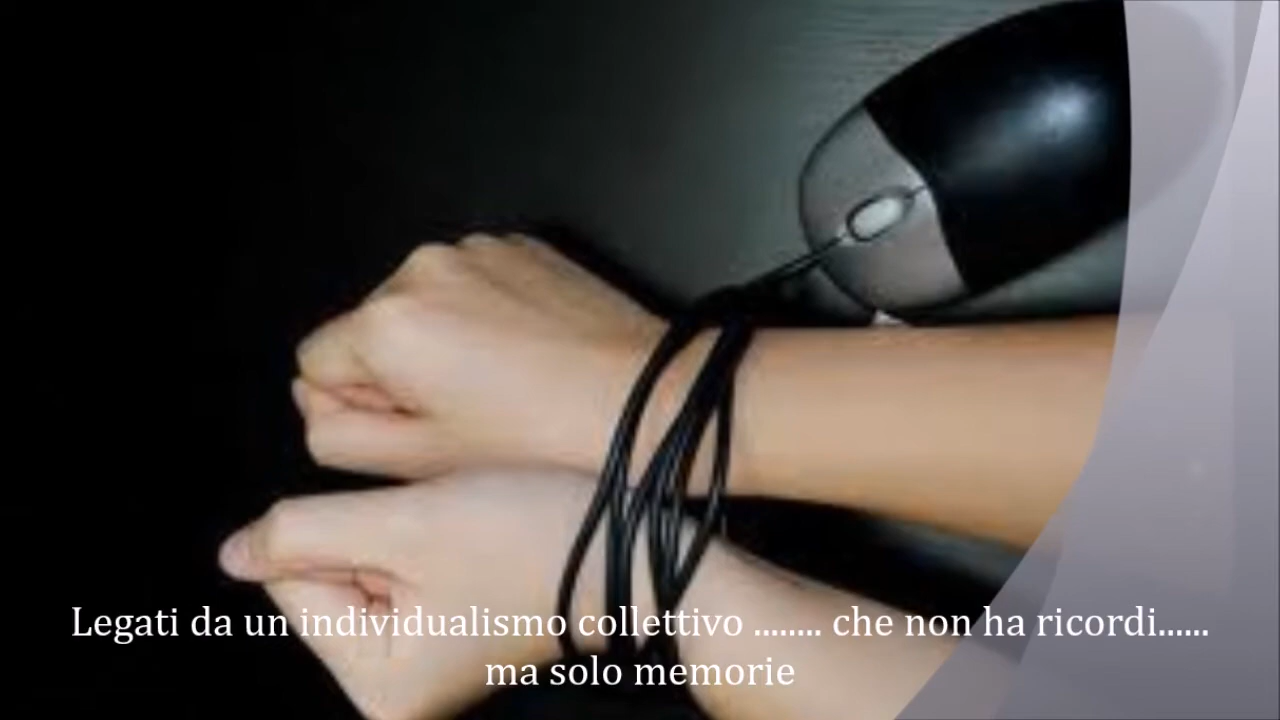 Legati da un individualismo collettivo ........ che non ha ricordi......
ma solo memorie